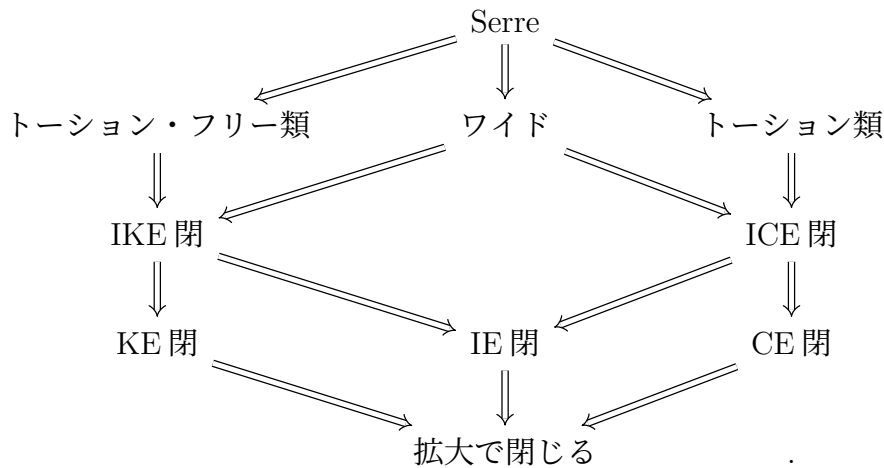 Serre
トーション・フリー類 ワイド トーション類
IKE 閉 ICE 閉
KE 閉 IE 閉 CE 閉
拡大で閉じる .